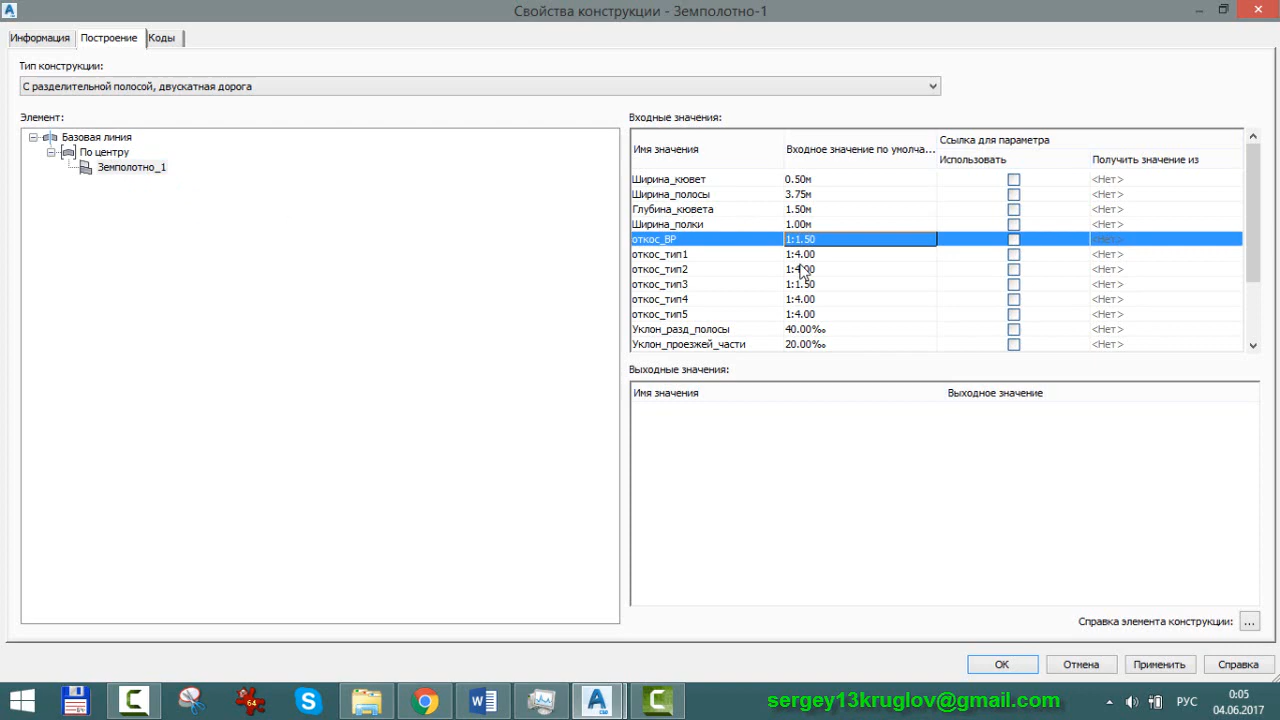 Свойства конструкции - Земполотно-1
Информация
Построение
Коды
Тип конструкции:
С разделительной полосой, двускатная дорога
Элемент:
Базовая линия
По центру
Земполотно_1
Входные значения:
Имя значения
Входное значение по умолча...
Ссылка для параметра
Использовать
Получить значение из
Ширина_кювет 0.50м <Нет>
Ширина_полосы 3.75м <Нет>
Глубина_кювета 1.50м <Нет>
Ширина_полки 1.00м <Нет>
откос_ВР 1:1.50 <Нет>
откос_тип1 1:4.00 <Нет>
откос_тип2 1:4.00 <Нет>
откос_тип3 1:1.50 <Нет>
откос_тип4 1:4.00 <Нет>
откос_тип5 1:4.00 <Нет>
Уклон_разд_полосы 40.00‰ <Нет>
Уклон_проезжей_части 20.00‰ <Нет>
Выходные значения:
Имя значения Выходное значение
Справка элемента конструкции: ...
ОК Отмена Применить Справка
64
sergey13kruglov@gmail.com
РУС
0:05
04.06.2017